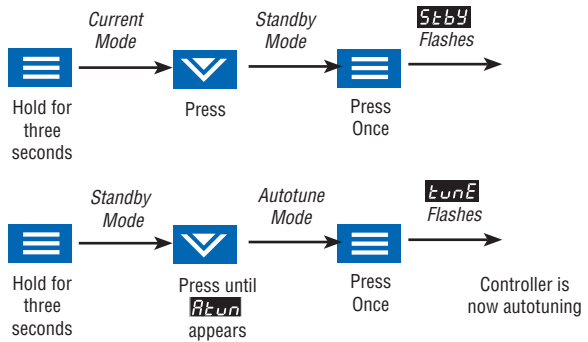 Current
Mode
Standby
Mode
Stby
Flashes
Hold for
three
seconds
Press
Press
Once
Standby
Mode
Autotune
Mode
tunE
Flashes
Hold for
three
seconds
Press until
Atun
appears
Press
Once
Controller is
now autotuning